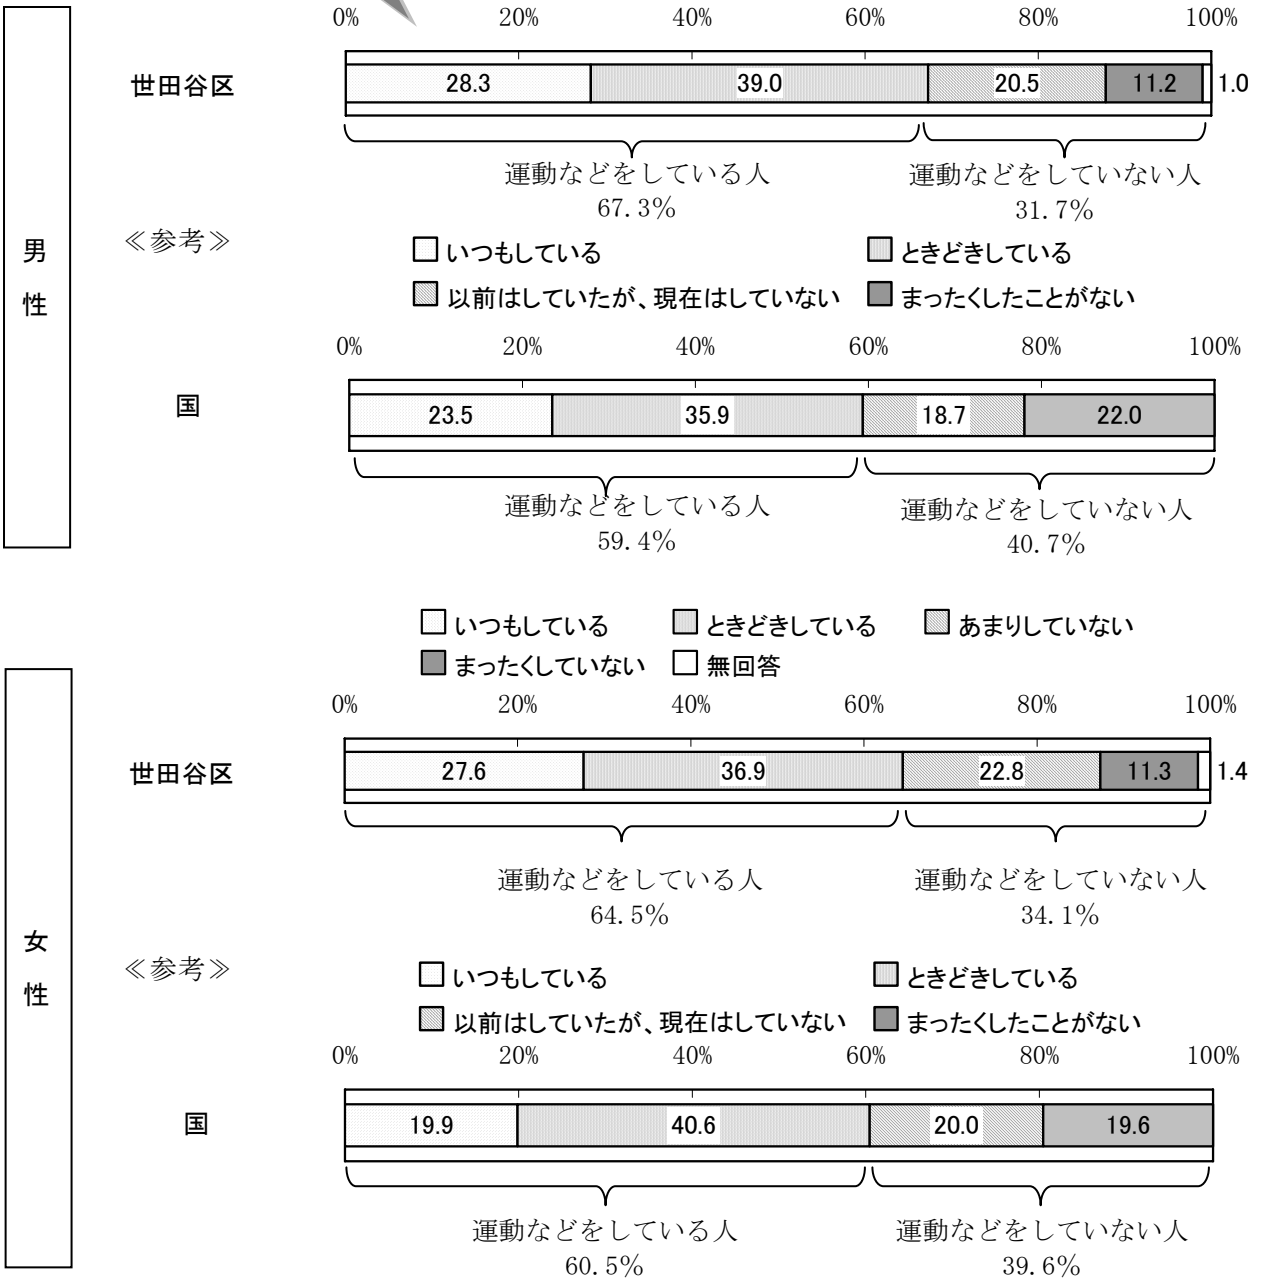 男性
0% 20% 40% 60% 80% 100%
世田谷区 28.3 39.0 20.5 11.2 1.0
運動などをしている人 運動などをしていない人
67.3% 31.7%
≪参考≫
いつもしている ときどきしている
以前はしていたが、現在はしていない まったくしたことがない
0% 20% 40% 60% 80% 100%
国 23.5 35.9 18.7 22.0
運動などをしている人 運動などをしていない人
59.4% 40.7%
いつもしている ときどきしている あまりしていない
まったくしていない 無回答
女性
0% 20% 40% 60% 80% 100%
世田谷区 27.6 36.9 22.8 11.3 1.4
運動などをしている人 運動などをしていない人
64.5% 34.1%
≪参考≫
いつもしている ときどきしている
以前はしていたが、現在はしていない まったくしたことがない
0% 20% 40% 60% 80% 100%
国 19.9 40.6 20.0 19.6
運動などをしている人 運動などをしていない人
60.5% 39.6%